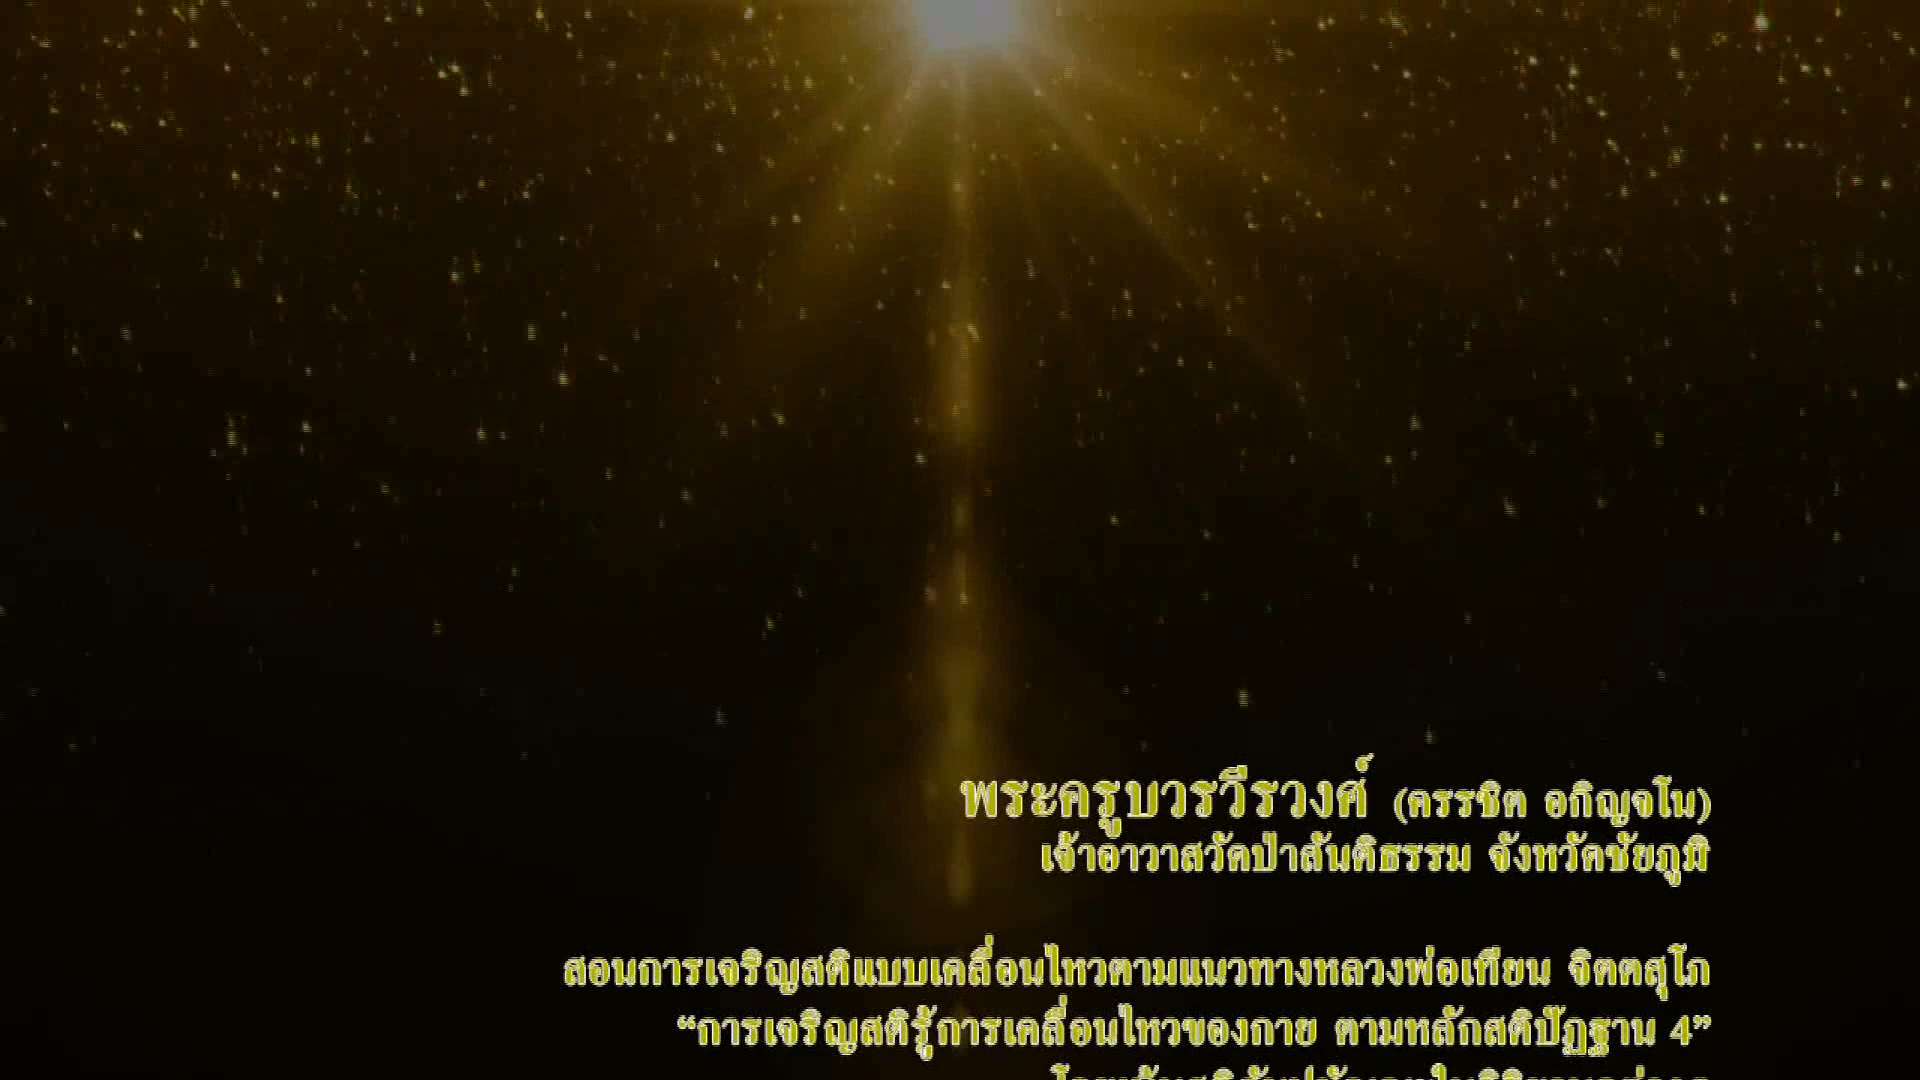 พระครูบวรวีรวงศ์ (ครรชิต อกิญจโน)
เจ้าอาวาสวัดป่าสันติธรรม จังหวัดชัยภูมิ
สอนการเจริญสติแบบเคลื่อนไหวตามแนวทางหลวงพ่อเทียน จิตตสุโภ
“การเจริญสติรู้การเคลื่อนไหวของกาย ตามหลักสติปัฏฐาน 4”